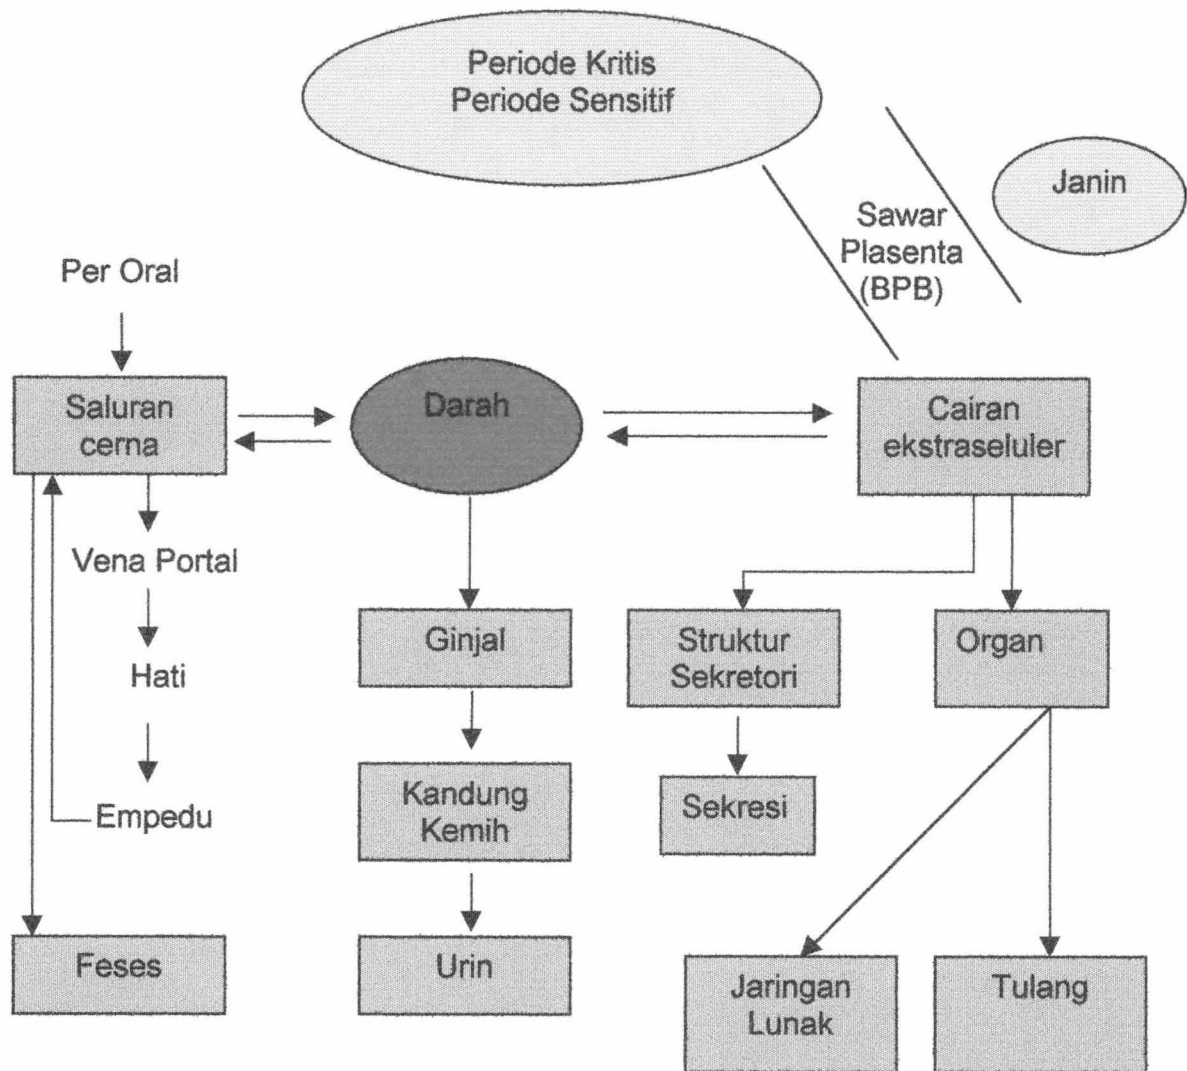 Periode Kritis
Periode Sensitif
Janin
Sawar
Plasenta
(BPB)
Per Oral
Saluran
cerna
Darah
Cairan
ekstraseluler
Vena Portal
Ginjal
Struktur
Sekretori
Organ
Hati
Kandung
Kemih
Sekresi
Empedu
Feses
Urin
Jaringan
Lunak
Tulang